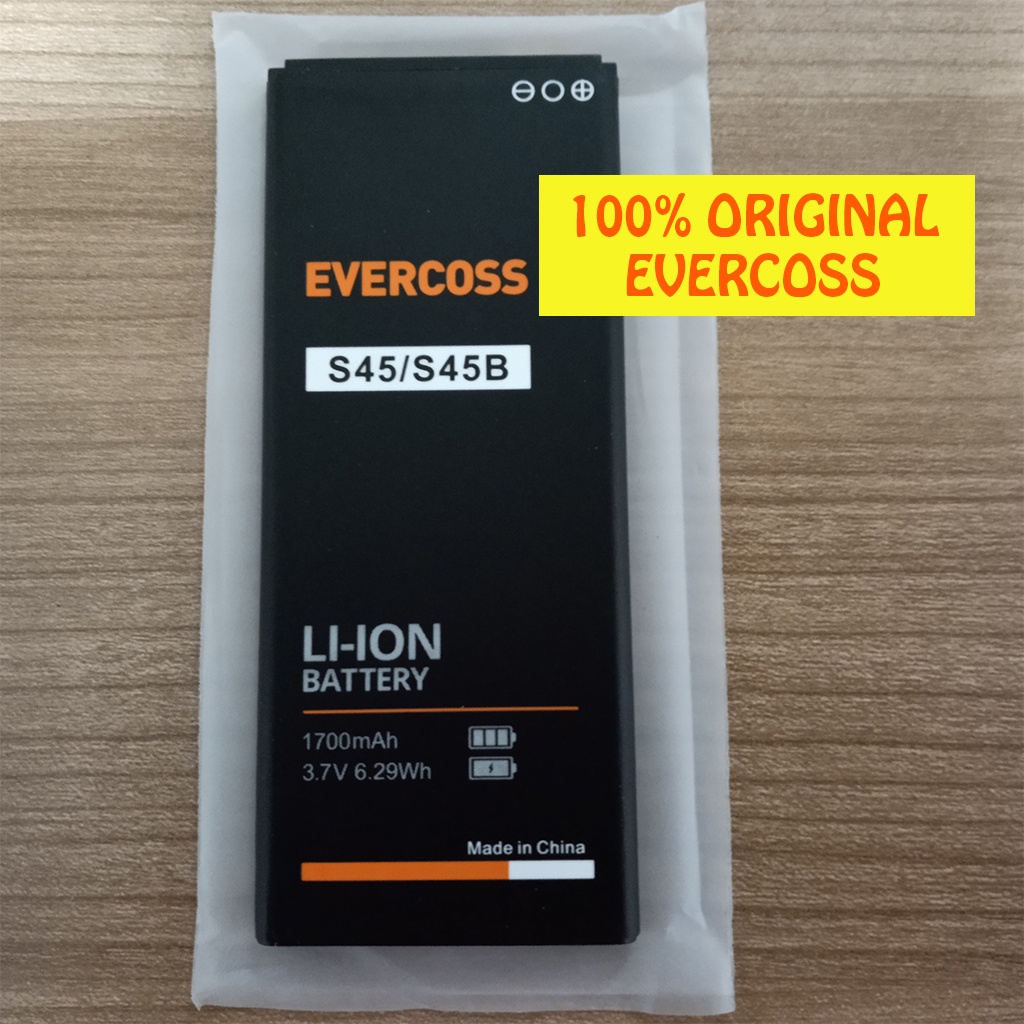 100% ORIGINAL
EVERCOSS
EVERCOSS
S45/S45B
LI-ION
BATTERY
1700mAh
3.7V 6.29Wh
Made in China